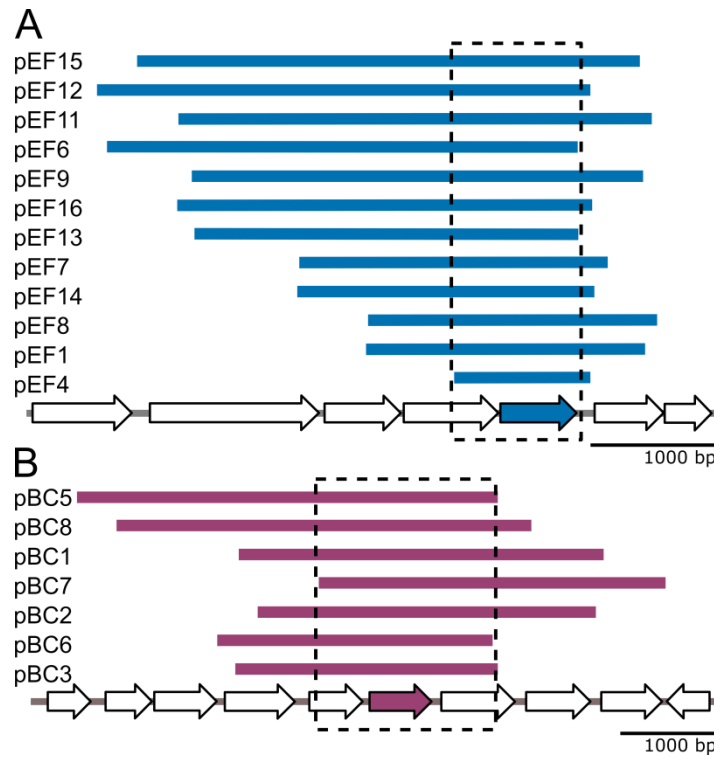 A
pEF15
pEF12
pEF11
pEF6
pEF9
pEF16
pEF13
pEF7
pEF14
pEF8
pEF1
pEF4
1000 bp
B
pBC5
pBC8
pBC1
pBC7
pBC2
pBC6
pBC3
1000 bp